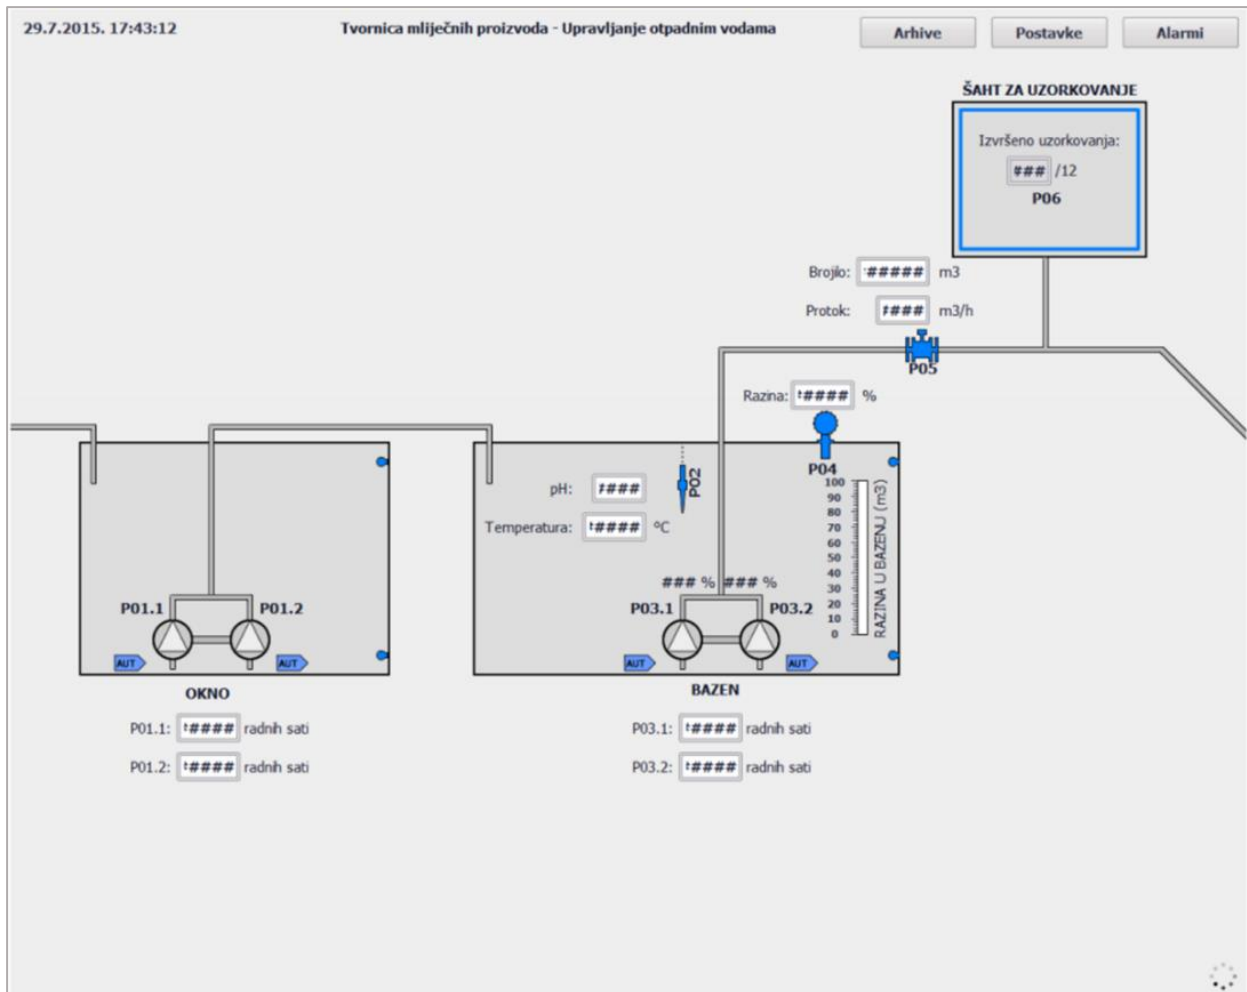 29.7.2015. 17:43:12 Tvornica mliječnih proizvoda - Upravljanje otpadnim vodama Arhive Postavke Alarmi
ŠAHT ZA UZORKOVANJE
Izvršeno uzorkovanja:
### /12
P06
Brojilo: ##### m3
Protok: ### m3/h
P05
Razina: #### %
P04
pH: ###
P02
Temperatura: #### °C
100
90
80
70
60
50
40
30
20
10
0
RAZINA U BAZENU (m3)
### % ### %
P01.1 P01.2
AUT AUT
P03.1 P03.2
AUT AUT
OKNO
P01.1: #### radnih sati
P01.2: #### radnih sati
BAZEN
P03.1: #### radnih sati
P03.2: #### radnih sati